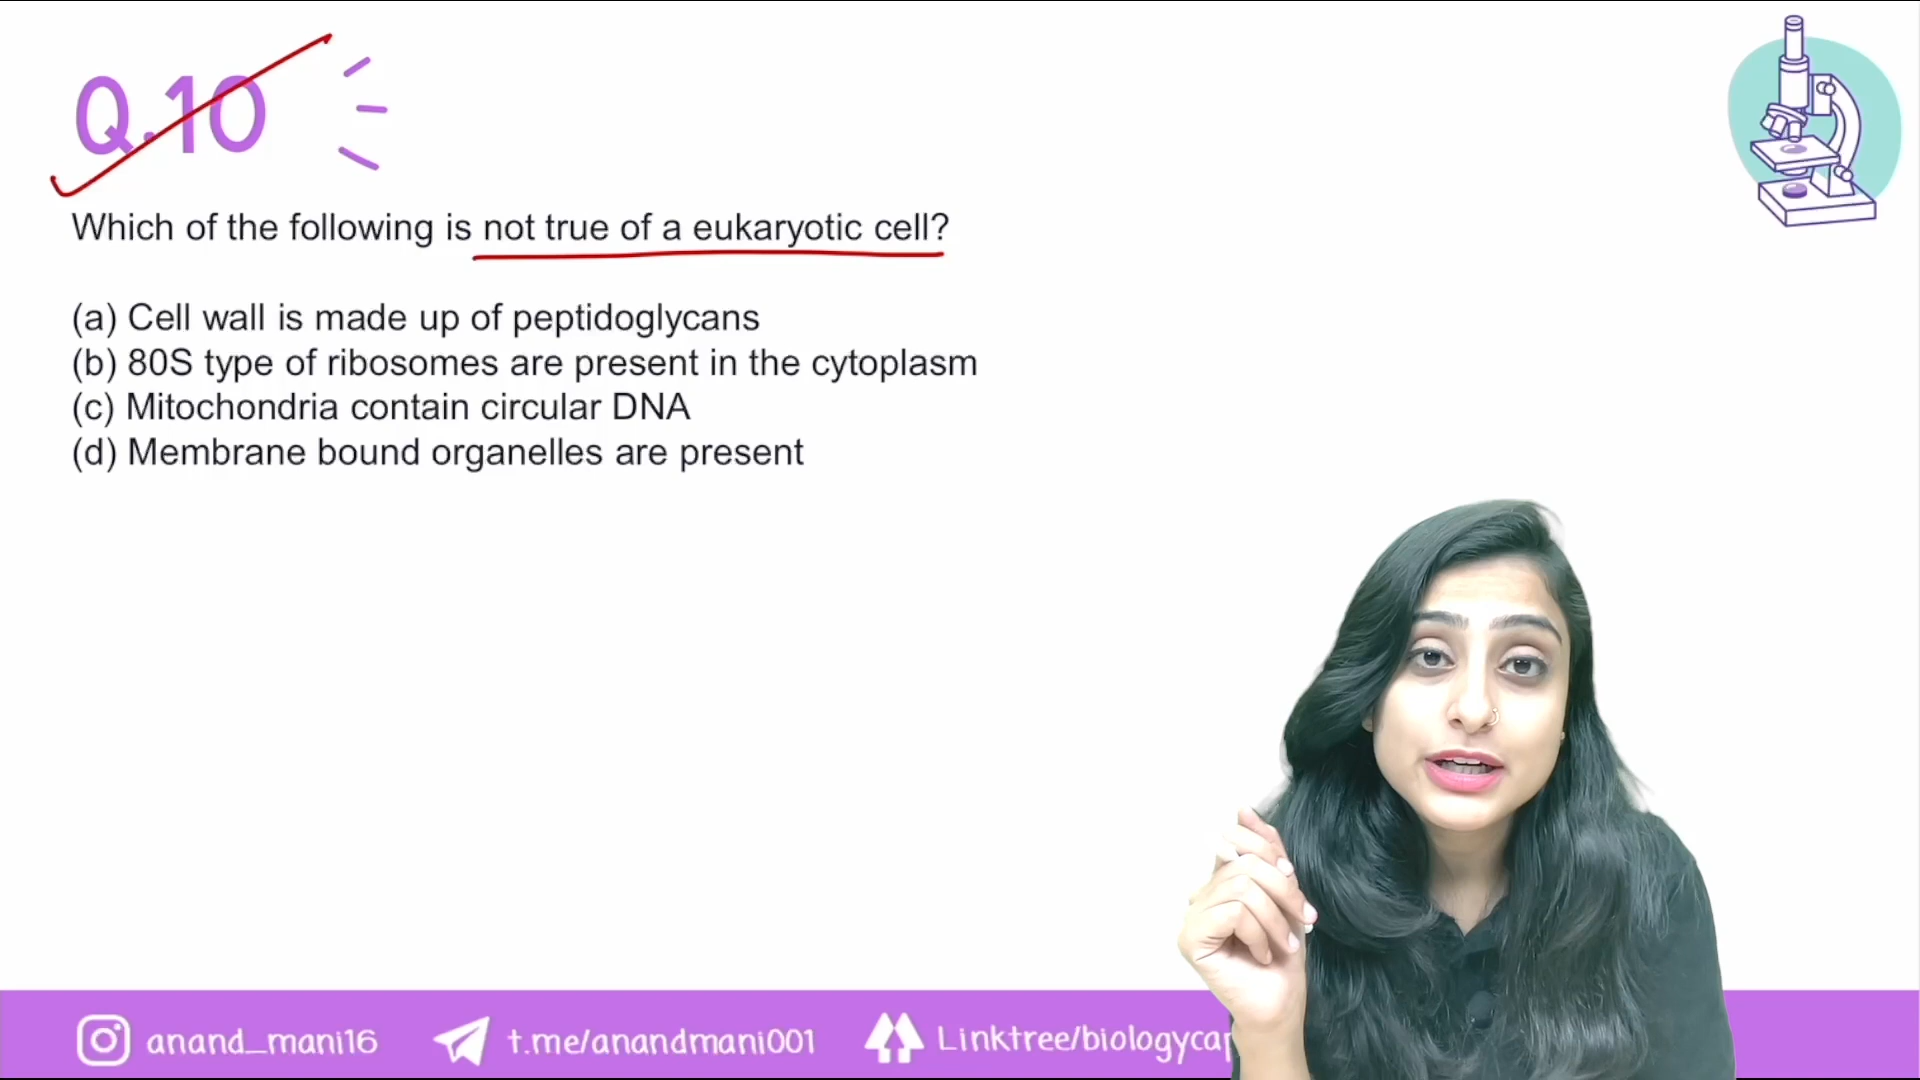 Q.10
Which of the following is not true of a eukaryotic cell?
(a) Cell wall is made up of peptidoglycans
(b) 80S type of ribosomes are present in the cytoplasm
(c) Mitochondria contain circular DNA
(d) Membrane bound organelles are present
anand_mani16 t.me/anandmani001